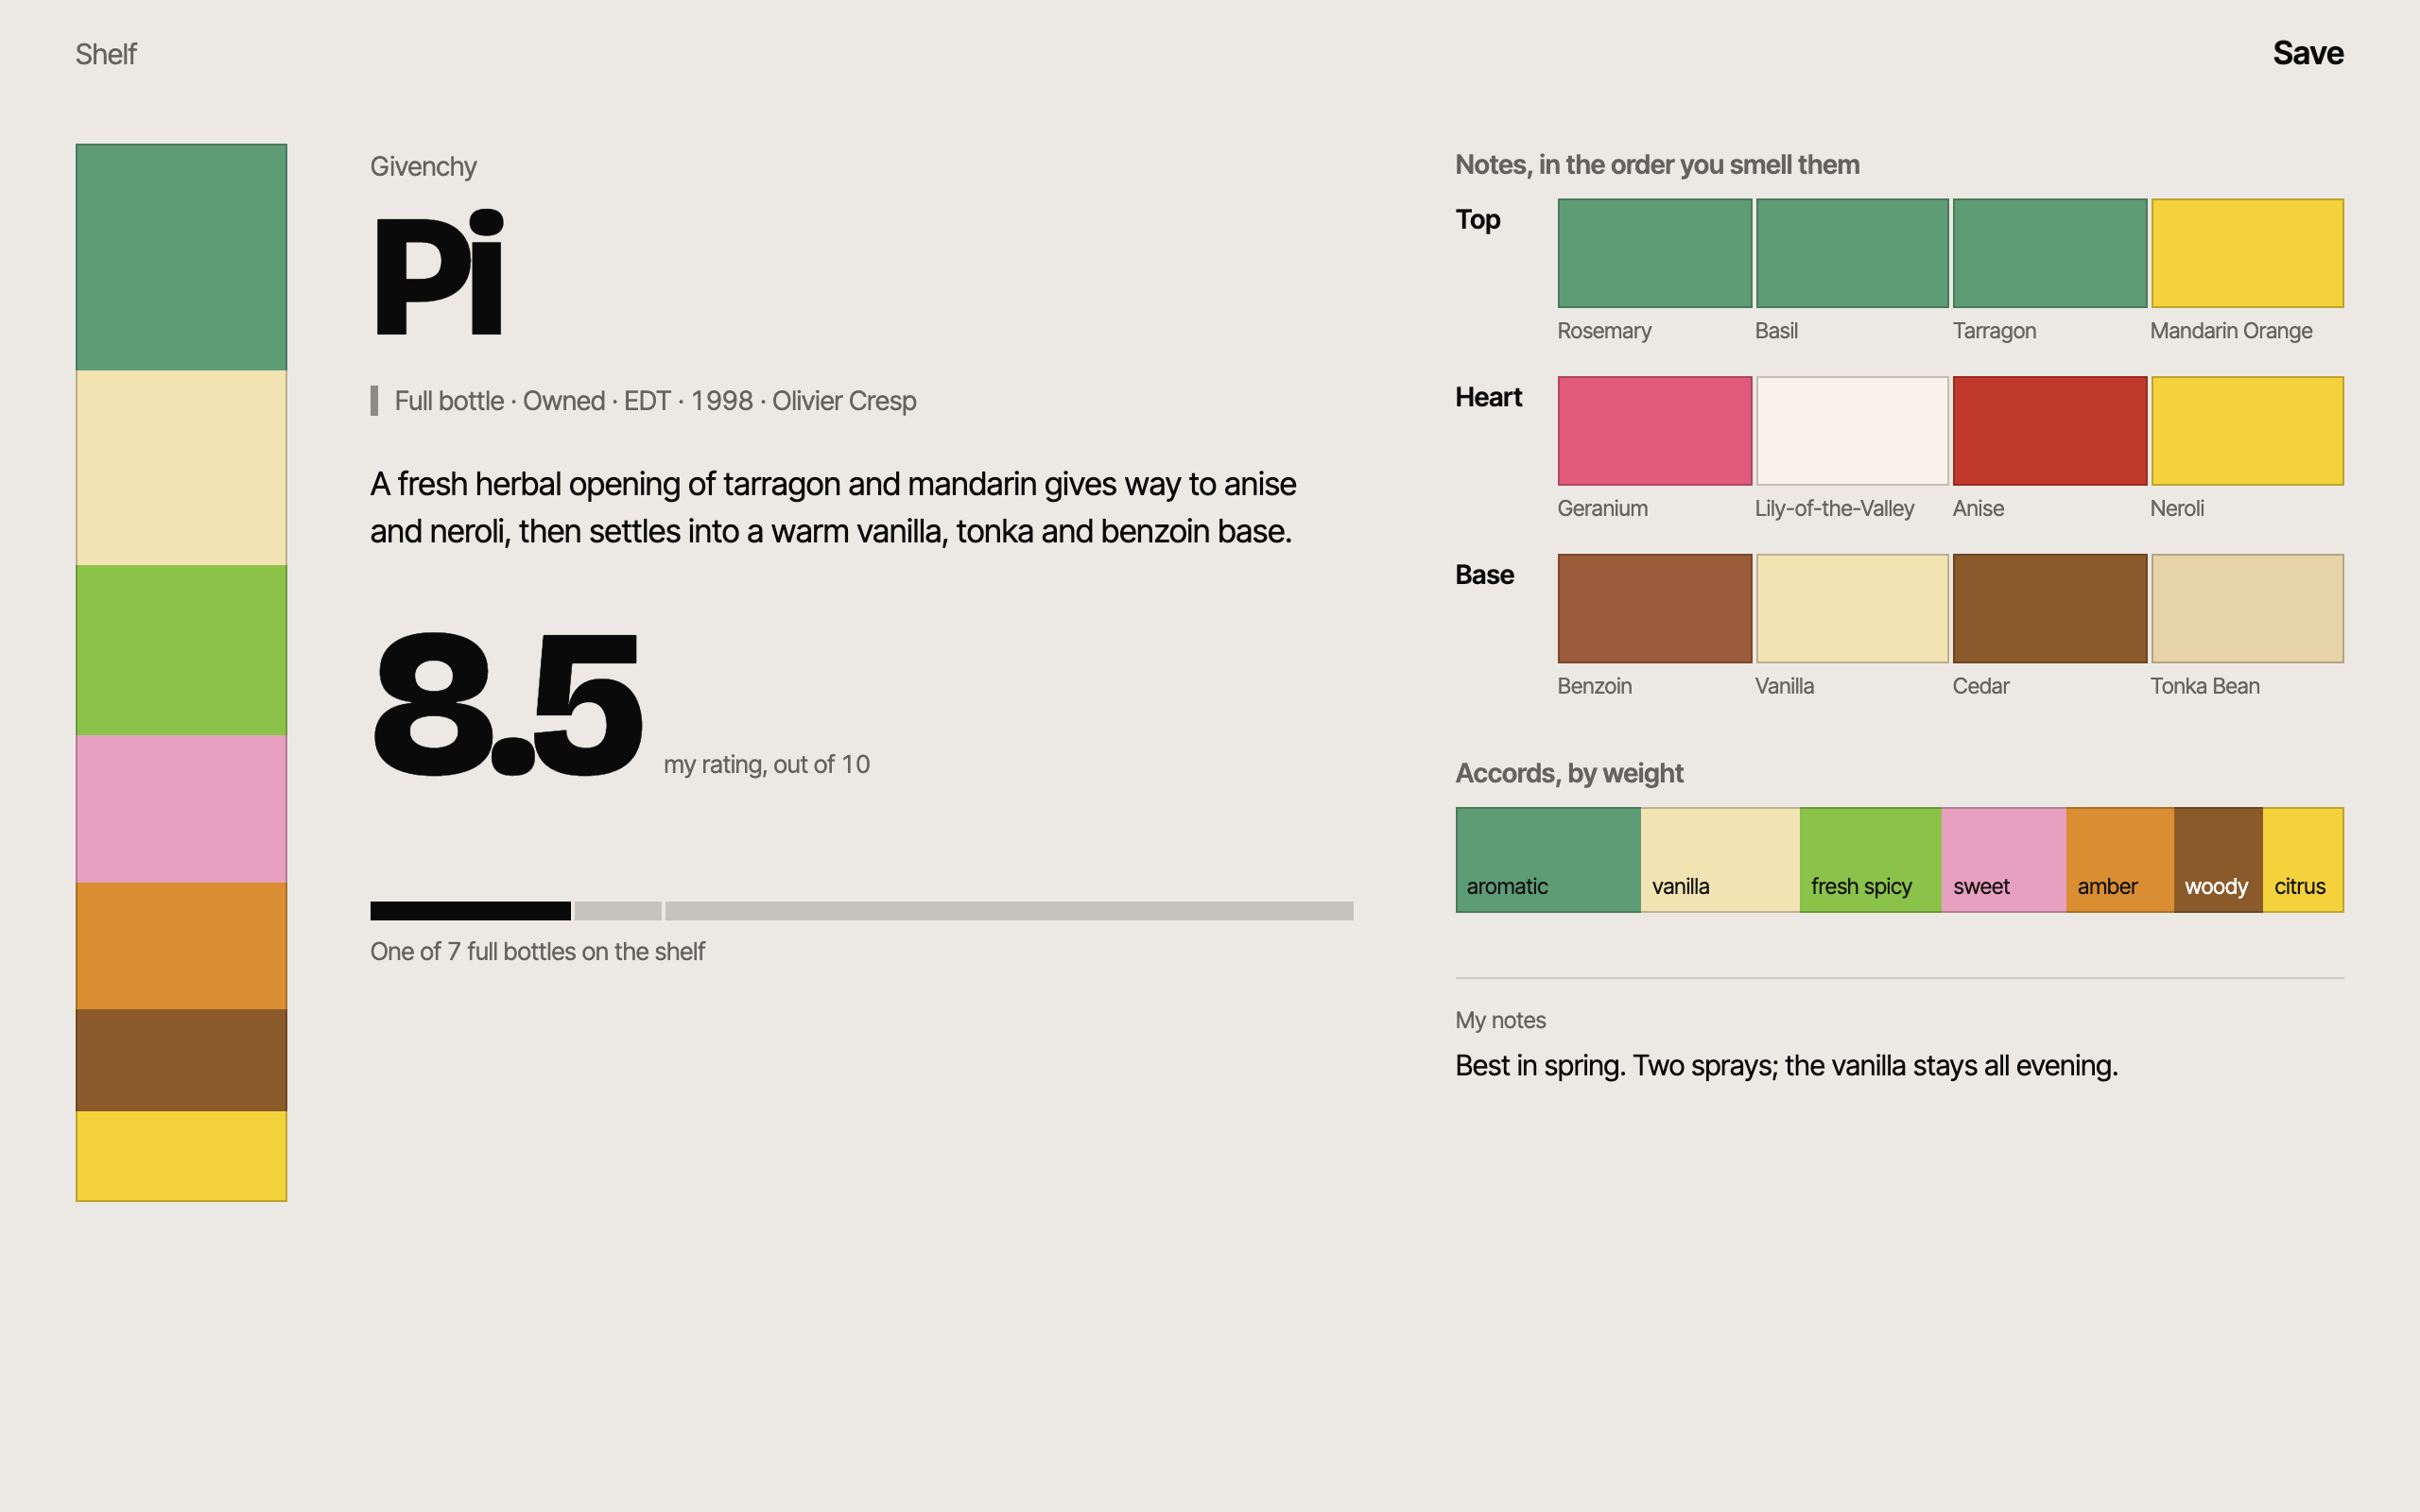 Shelf
Save
Givenchy
Pi
Full bottle · Owned · EDT · 1998 · Olivier Cresp
A fresh herbal opening of tarragon and mandarin gives way to anise
and neroli, then settles into a warm vanilla, tonka and benzoin base.
8.5
my rating, out of 10
One of 7 full bottles on the shelf
Notes, in the order you smell them
Top
Rosemary
Basil
Tarragon
Mandarin Orange
Heart
Geranium
Lily-of-the-Valley
Anise
Neroli
Base
Benzoin
Vanilla
Cedar
Tonka Bean
Accords, by weight
aromatic
vanilla
fresh spicy
sweet
amber
woody
citrus
My notes
Best in spring. Two sprays; the vanilla stays all evening.